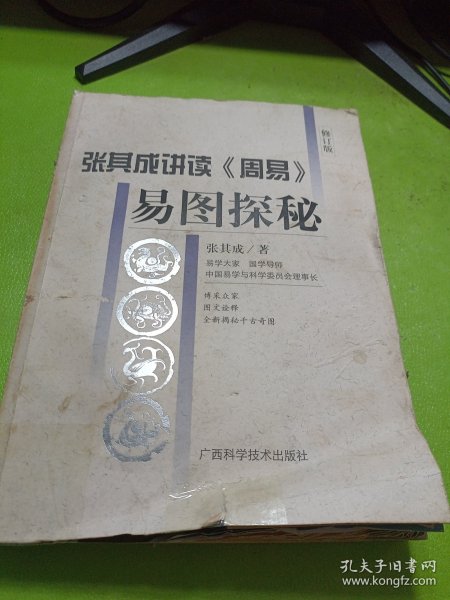 修订版
张其成讲读《周易》
易图探秘
张其成／著
易学大家 国学导师
中国易学与科学委员会理事长
博采众家
图文诠释
全新揭秘千古奇图
广西科学技术出版社
孔夫子旧书网
www.kongfz.com